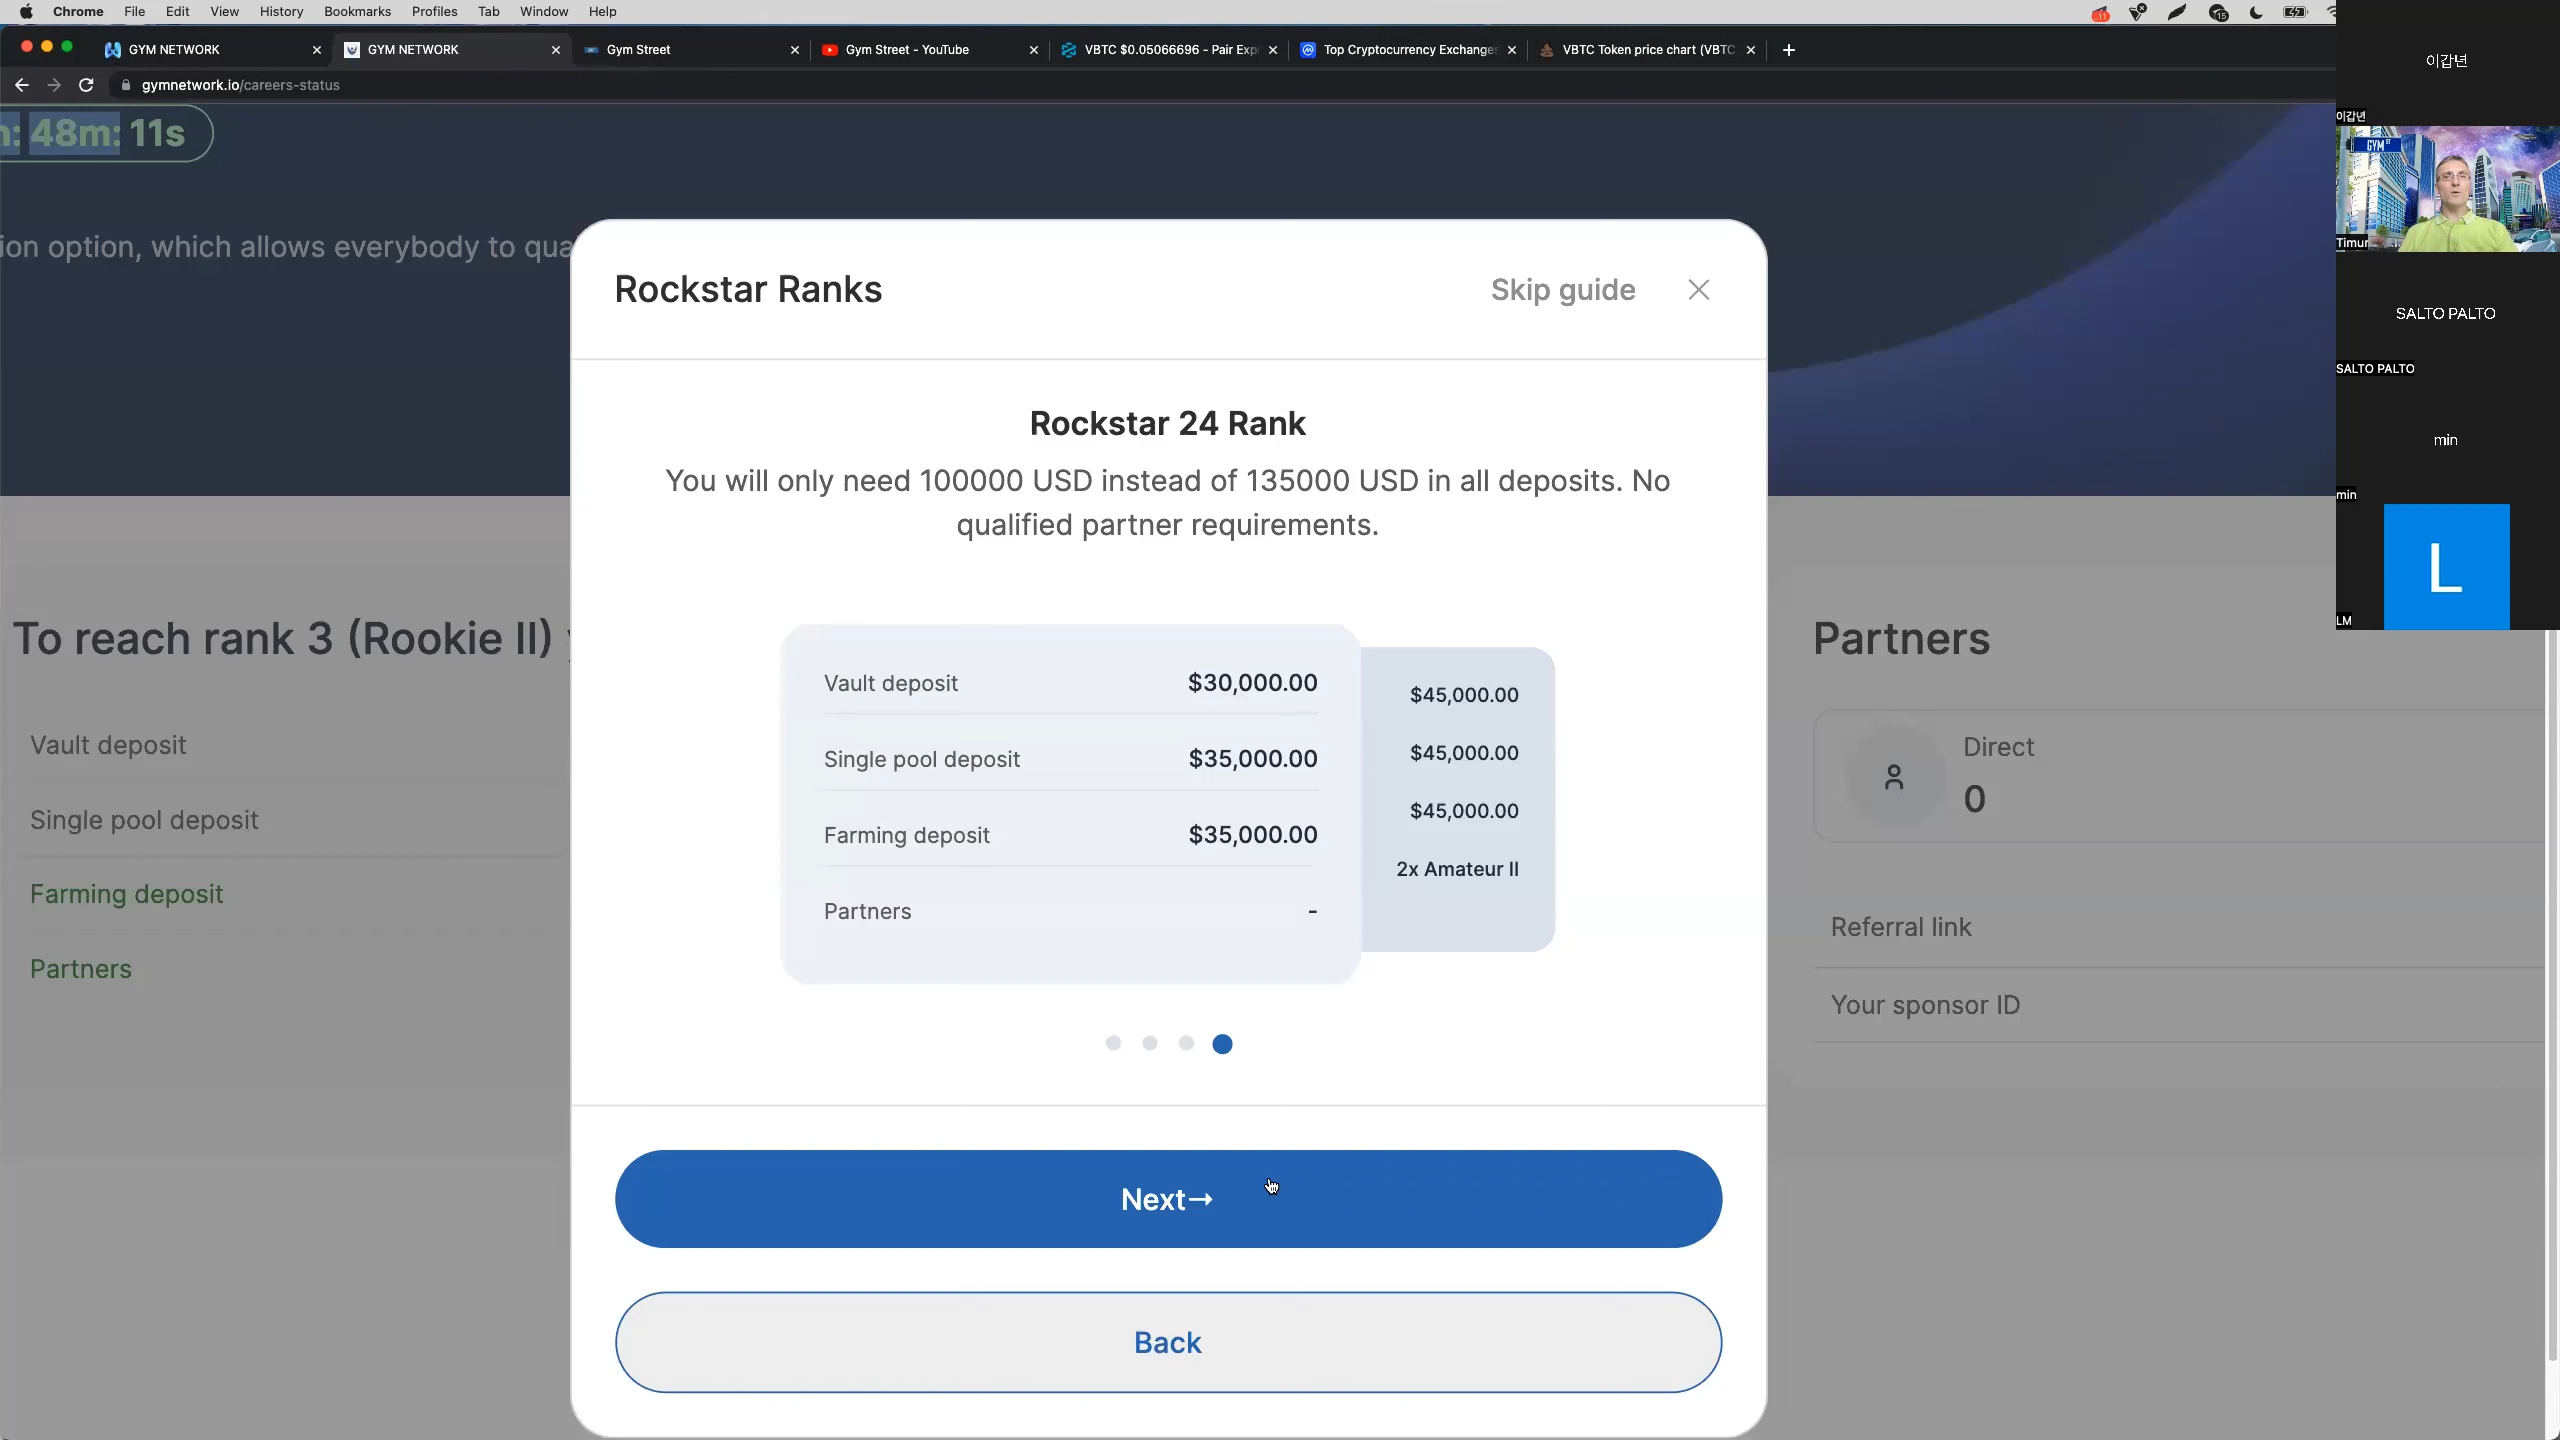 Chrome File Edit View History Bookmarks Profiles Tab Window Help
GYM NETWORK
GYM NETWORK
Gym Street
Gym Street - YouTube
VBTC $0.05066696 - Pair Exp
Top Cryptocurrency Exchanges
VBTC Token price chart (VBTC
gymnetwork.io/careers-status
48m: 11s
ion option, which allows everybody to qua
Rockstar Ranks
Skip guide
Rockstar 24 Rank
You will only need 100000 USD instead of 135000 USD in all deposits. No
qualified partner requirements.
Vault deposit $30,000.00 $45,000.00
Single pool deposit $35,000.00 $45,000.00
Farming deposit $35,000.00 $45,000.00
Partners - 2x Amateur II
Next→
Back
To reach rank 3 (Rookie II)
Vault deposit
Single pool deposit
Farming deposit
Partners
Partners
Direct
0
Referral link
Your sponsor ID
이갑년
이갑년
GYM ST
Timur
SALTO PALTO
SALTO PALTO
min
min
L
LM